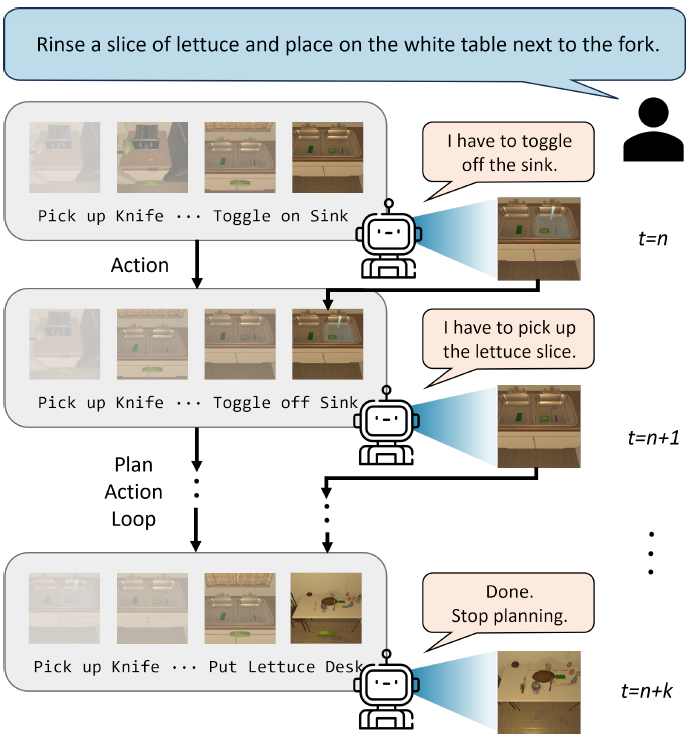 Rinse a slice of lettuce and place on the white table next to the fork.
I have to toggle
off the sink.
Pick up Knife ··· Toggle on Sink
t=n
Action
I have to pick up
the lettuce slice.
Pick up Knife ··· Toggle off Sink
t=n+1
Plan
Action
Loop
Done.
Stop planning.
Pick up Knife ··· Put Lettuce Desk
t=n+k